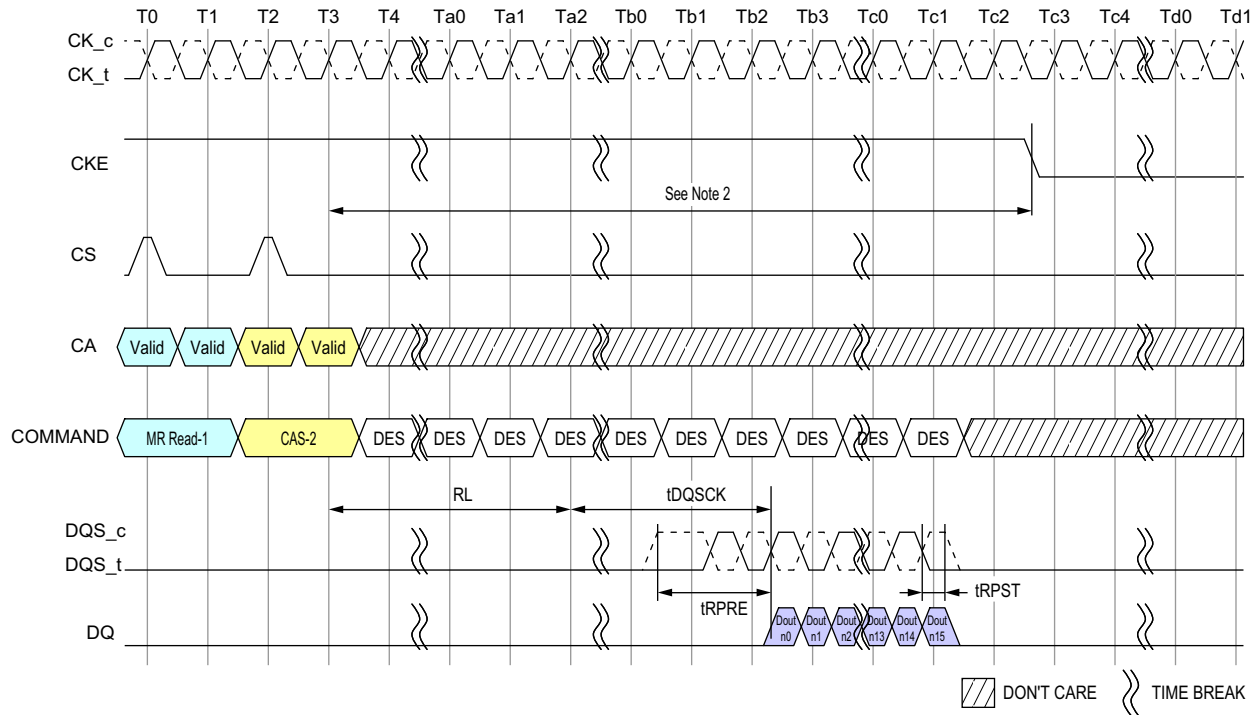 T0 T1 T2 T3 T4 Ta0 Ta1 Ta2 Tb0 Tb1 Tb2 Tb3 Tc0 Tc1 Tc2 Tc3 Tc4 Td0 Td1
CK_c
CK_t
CKE
See Note 2
CS
CA Valid Valid Valid Valid
COMMAND MR Read-1 CAS-2 DES DES DES DES DES DES DES DES DES DES
RL tDQSCK
DQS_c
DQS_t
tRPRE tRPST
DQ Dout n0 Dout n1 Dout n2 Dout n13 Dout n14 Dout n15
DON'T CARE TIME BREAK